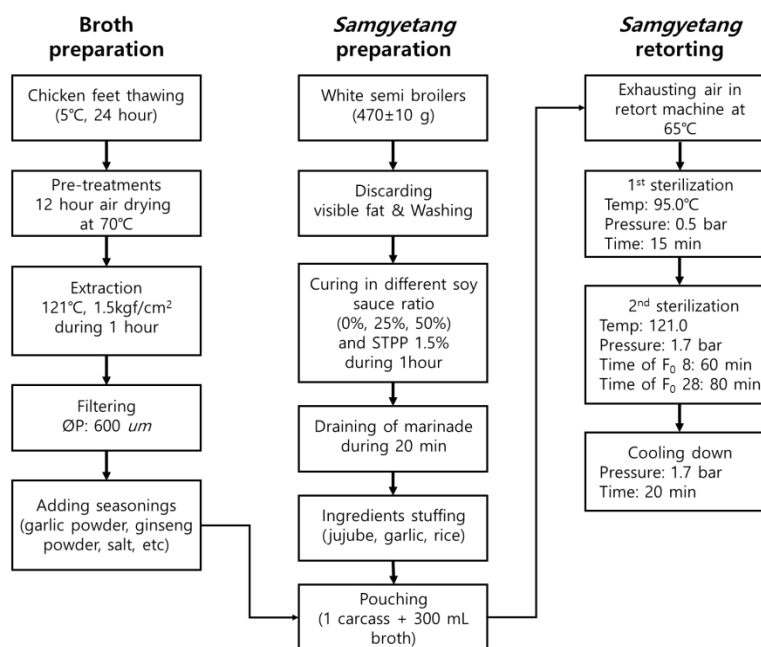 Broth
preparation
Chicken feet thawing
(5℃, 24 hour)
Pre-treatments
12 hour air drying
at 70℃
Extraction
121℃, 1.5kgf/cm²
during 1 hour
Filtering
ØP: 600 um
Adding seasonings
(garlic powder, ginseng
powder, salt, etc)
Samgyetang
preparation
White semi broilers
(470±10 g)
Discarding
visible fat & Washing
Curing in different soy
sauce ratio
(0%, 25%, 50%)
and STPP 1.5%
during 1hour
Draining of marinade
during 20 min
Ingredients stuffing
(jujube, garlic, rice)
Pouching
(1 carcass + 300 mL
broth)
Samgyetang
retorting
Exhausting air in
retort machine at
65℃
1st sterilization
Temp: 95.0℃
Pressure: 0.5 bar
Time: 15 min
2nd sterilization
Temp: 121.0
Pressure: 1.7 bar
Time of F₀ 8: 60 min
Time of F₀ 28: 80 min
Cooling down
Pressure: 1.7 bar
Time: 20 min